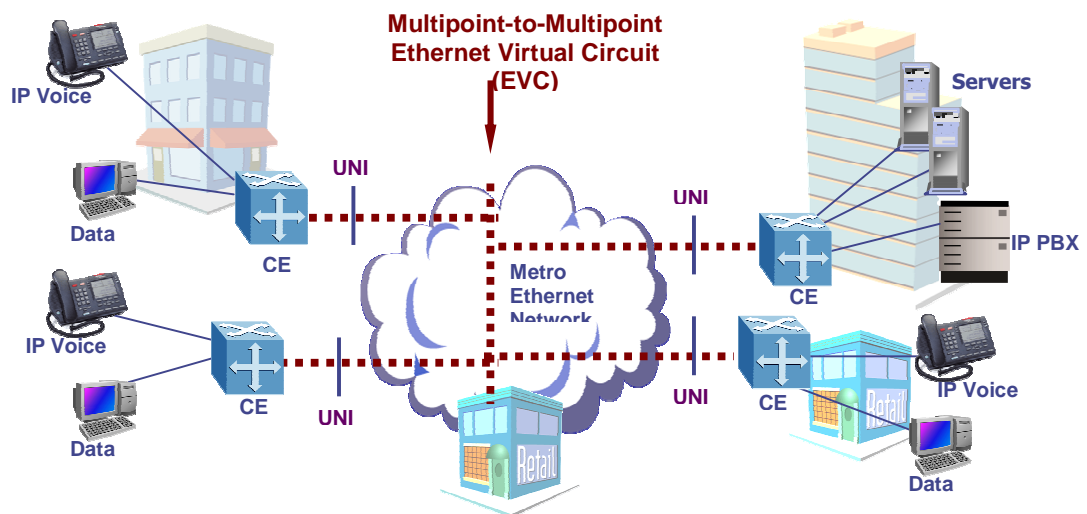 Multipoint-to-Multipoint
Ethernet Virtual Circuit
(EVC)
IP Voice
Servers
UNI
UNI
Data
CE
IP PBX
Metro
Ethernet
Network
CE
IP Voice
CE
UNI
UNI
CE
IP Voice
Data
Retail
Retail
Data